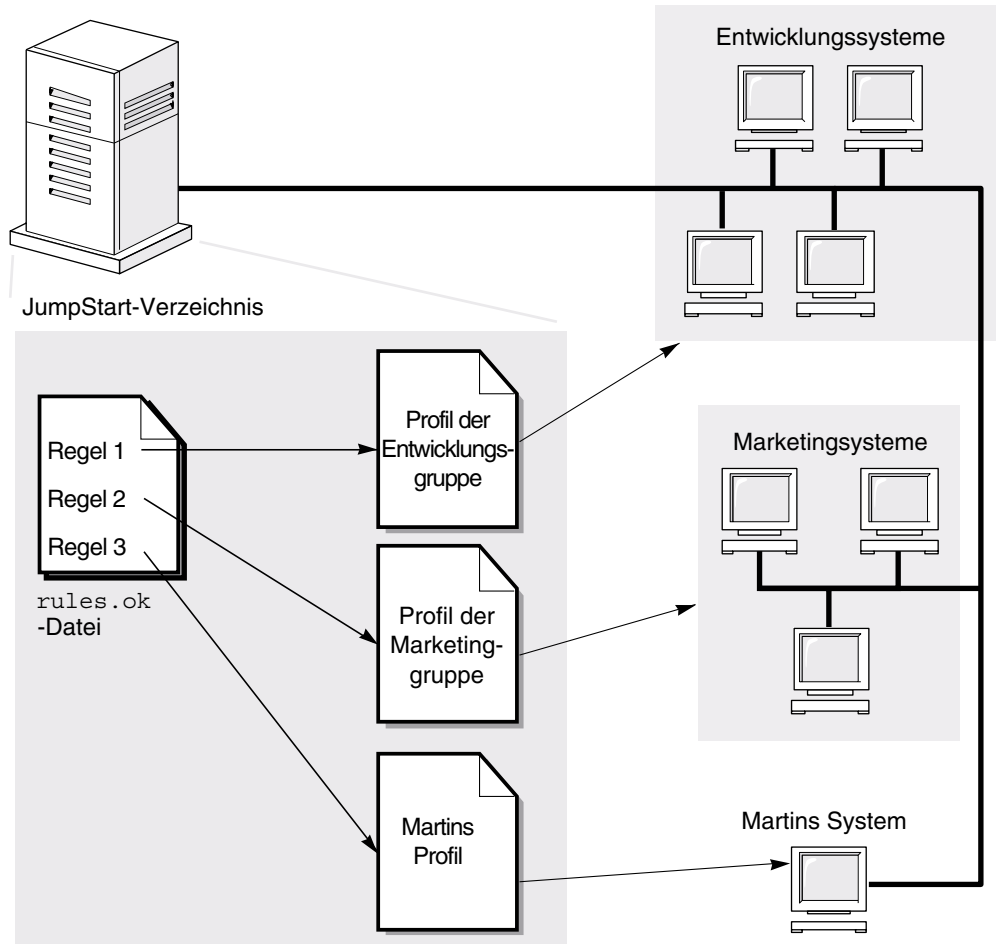 Entwicklungssysteme
JumpStart-Verzeichnis
Regel 1
Regel 2
Regel 3
rules.ok
-Datei
Profil der
Entwicklungs-
gruppe
Profil der
Marketing-
gruppe
Martins
Profil
Marketingsysteme
Martins System